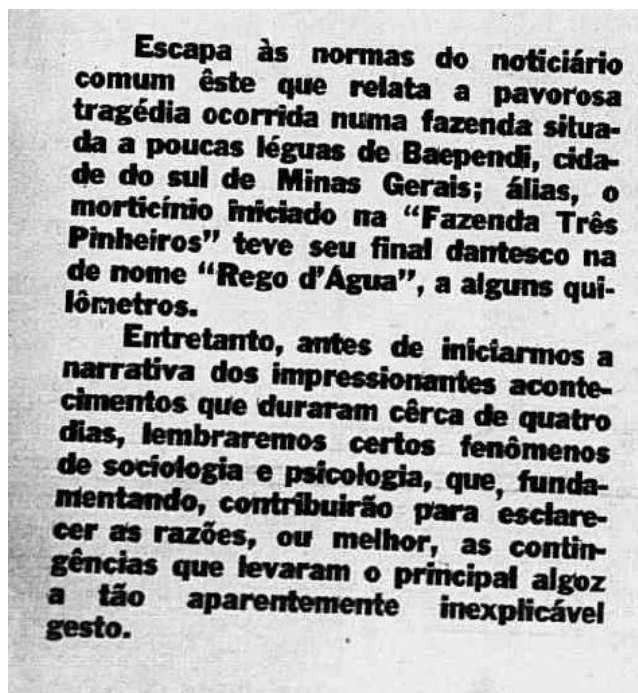 Escapa às normas do noticiário
comum êste que relata a pavorosa
tragédia ocorrida numa fazenda situa-
da a poucas léguas de Baependi, cida-
de do sul de Minas Gerais; álias, o
morticínio iniciado na “Fazenda Três
Pinheiros” teve seu final dantesco na
de nome “Rego d’Água”, a alguns qui-
lômetros.
Entretanto, antes de iniciarmos a
narrativa dos impressionantes aconte-
cimentos que duraram cêrca de quatro
dias, lembraremos certos fenômenos
de sociologia e psicologia, que, funda-
mentando, contribuirão para esclare-
cer as razões, ou melhor, as contin-
gências que levaram o principal algoz
a tão aparentemente inexplicável
gesto.